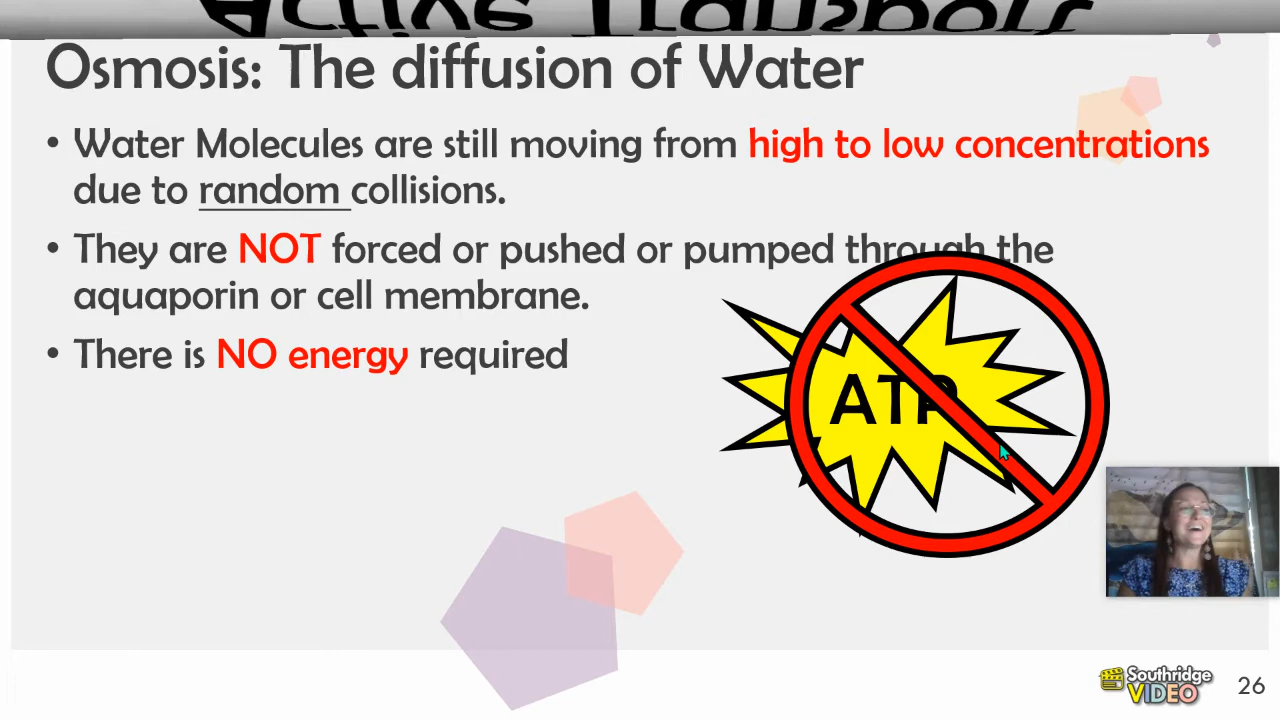 Active Transport
Osmosis: The diffusion of Water
• Water Molecules are still moving from high to low concentrations
due to random collisions.
• They are NOT forced or pushed or pumped through the
aquaporin or cell membrane.
• There is NO energy required
ATP
Southridge
VIDEO
26